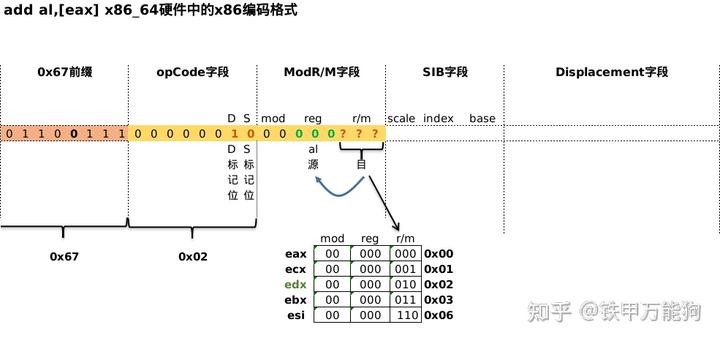 add al,[eax] x86_64硬件中的x86编码格式
0x67前缀 opCode字段 ModR/M字段 SIB字段 Displacement字段
D S mod reg r/m scale index base
0 1 1 0 0 1 1 1 0 0 0 0 0 0 1 0 0 0 0 0 0 ? ? ?
D S al
标 标 源 目
记 记
位 位
0x67 0x02
mod reg r/m
eax 00 000 000 0x00
ecx 00 000 001 0x01
edx 00 000 010 0x02
ebx 00 000 011 0x03
esi 00 000 110 0x06
知乎 @铁甲万能狗